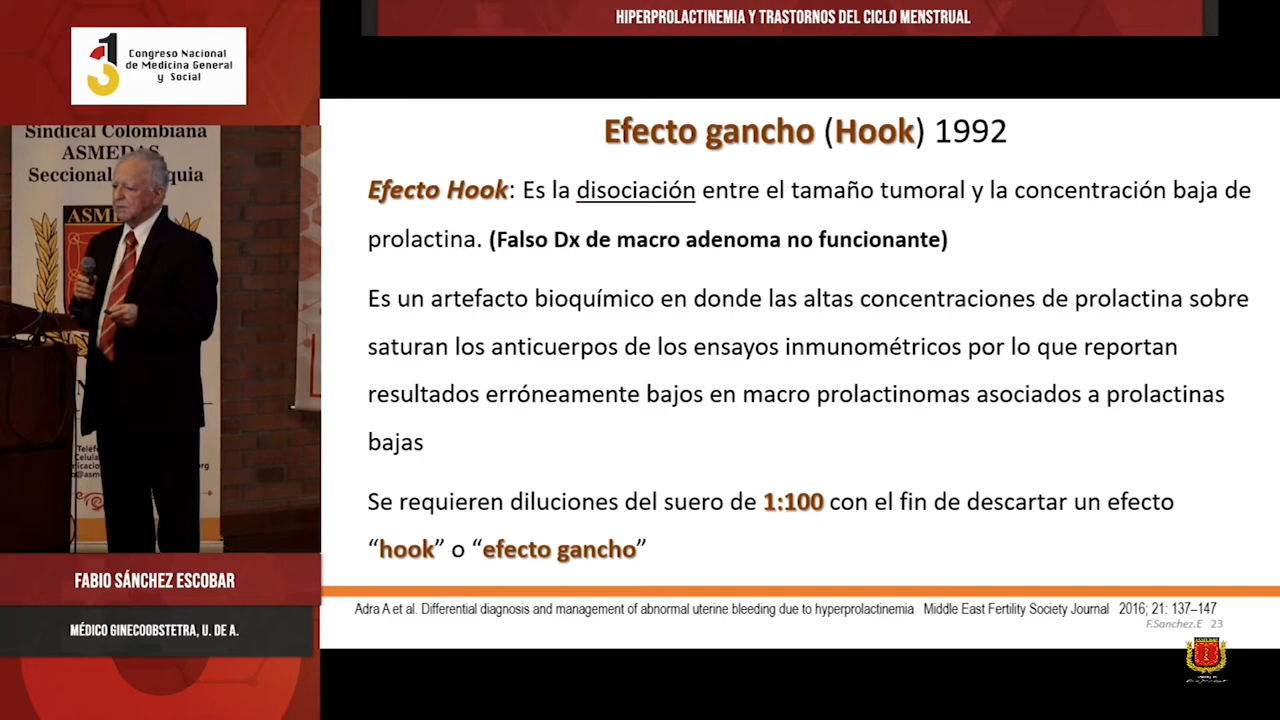 HIPERPROLACTINEMIA Y TRASTORNOS DEL CICLO MENSTRUAL
Congreso Nacional
de Medicina General
y Social
Sindical Colombiana
ASMEDAS
Seccional
Efecto gancho (Hook) 1992
Efecto Hook: Es la disociación entre el tamaño tumoral y la concentración baja de
prolactina. (Falso Dx de macro adenoma no funcionante)
Es un artefacto bioquímico en donde las altas concentraciones de prolactina sobre
saturan los anticuerpos de los ensayos inmunométricos por lo que reportan
resultados erróneamente bajos en macro prolactinomas asociados a prolactinas
bajas
Se requieren diluciones del suero de 1:100 con el fin de descartar un efecto
“hook” o “efecto gancho”
Adra A et al. Differential diagnosis and management of abnormal uterine bleeding due to hyperprolactinemia Middle East Fertility Society Journal 2016; 21: 137–147
F.Sanchez.E 23
FABIO SÁNCHEZ ESCOBAR
MÉDICO GINECOOBSTETRA, U. DE A.